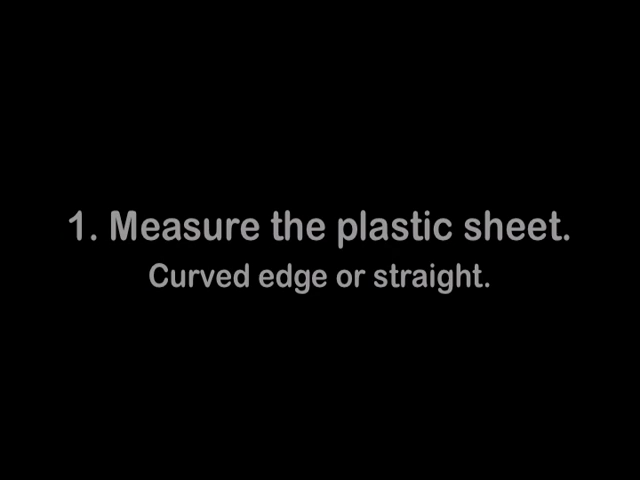 1. Measure the plastic sheet.
Curved edge or straight.